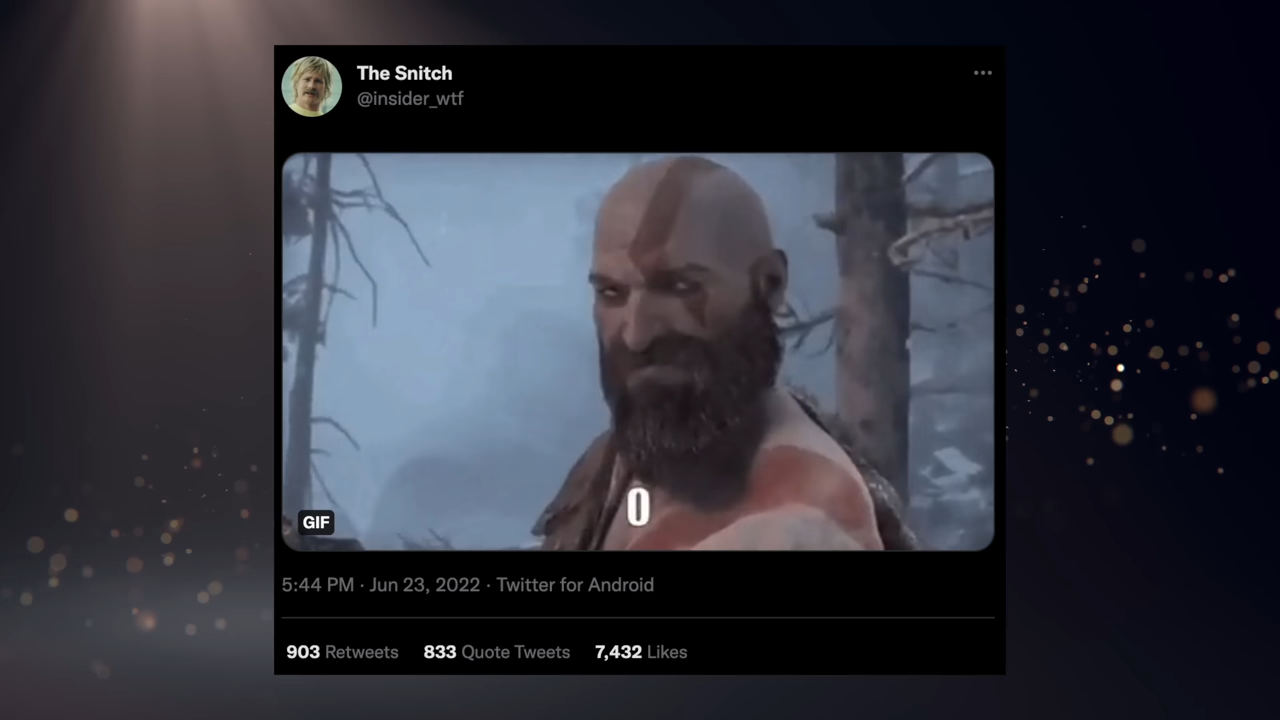 The Snitch
@insider_wtf
0
GIF
5:44 PM · Jun 23, 2022 · Twitter for Android
903 Retweets 833 Quote Tweets 7,432 Likes